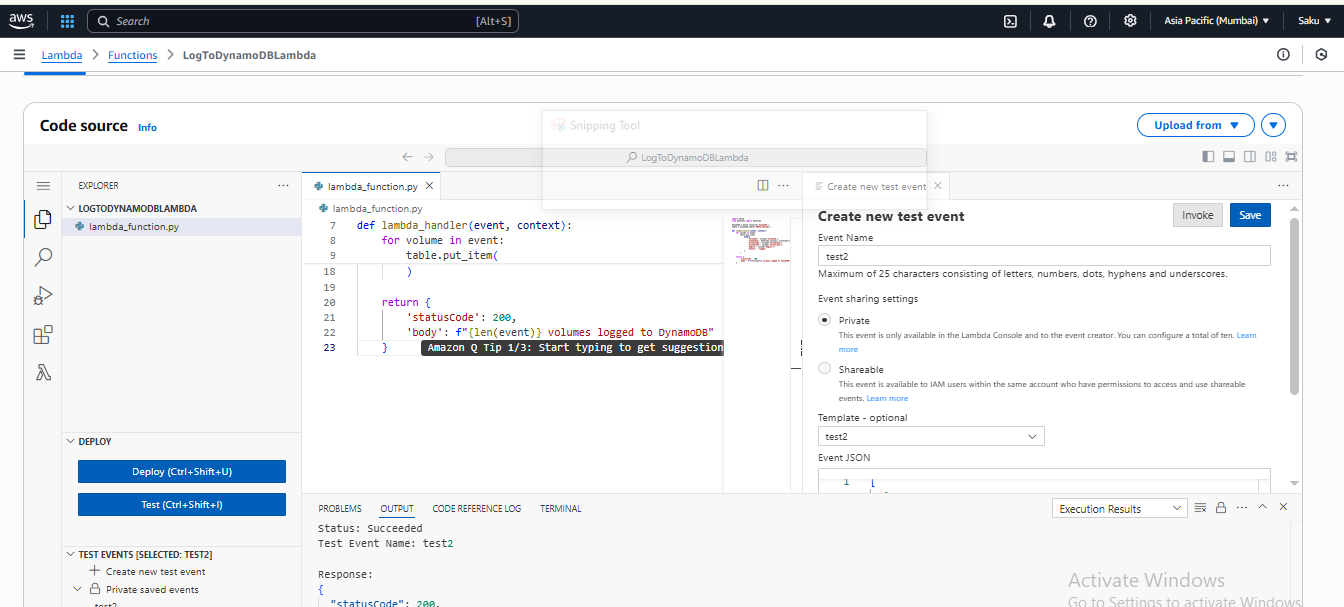 aws
Search [Alt+S]
Asia Pacific (Mumbai) Saku
Lambda Functions LogToDynamoDBLambda
Code source Info
Snipping Tool
Upload from
LogToDynamoDBLambda
EXPLORER
LOGTODYNAMODBLAMBDA
lambda_function.py
DEPLOY
Deploy (Ctrl+Shift+U)
Test (Ctrl+Shift+I)
TEST EVENTS [SELECTED: TEST2]
Create new test event
Private saved events
test2
lambda_function.py
lambda_function.py
7 def lambda_handler(event, context):
8 for volume in event:
9 table.put_item(
18 )
19
20 return {
21 'statusCode': 200,
22 'body': f"{len(event)} volumes logged to DynamoDB"
23 } Amazon Q Tip 1/3: Start typing to get suggestion
Create new test event
Create new test event
Invoke Save
Event Name
test2
Maximum of 25 characters consisting of letters, numbers, dots, hyphens and underscores.
Event sharing settings
Private
This event is only available in the Lambda Console and to the event creator. You can configure a total of ten. Learn
more
Shareable
This event is available to IAM users within the same account who have permissions to access and use shareable
events. Learn more
Template - optional
test2
Event JSON
1 [
PROBLEMS OUTPUT CODE REFERENCE LOG TERMINAL
Execution Results
Status: Succeeded
Test Event Name: test2
Response:
{
"statusCode": 200,
Activate Windows
Go to Settings to activate Windows.